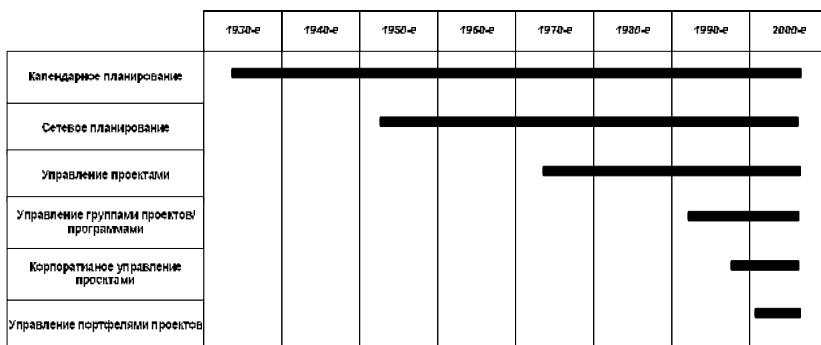 1930-е 1940-е 1950-е 1960-е 1970-е 1980-е 1990-е 2000-е
Календарное планирование
Сетевое планирование
Управление проектами
Управление группами проектов/
программами
Корпоративное управление
проектами
Управление портфелями проектов